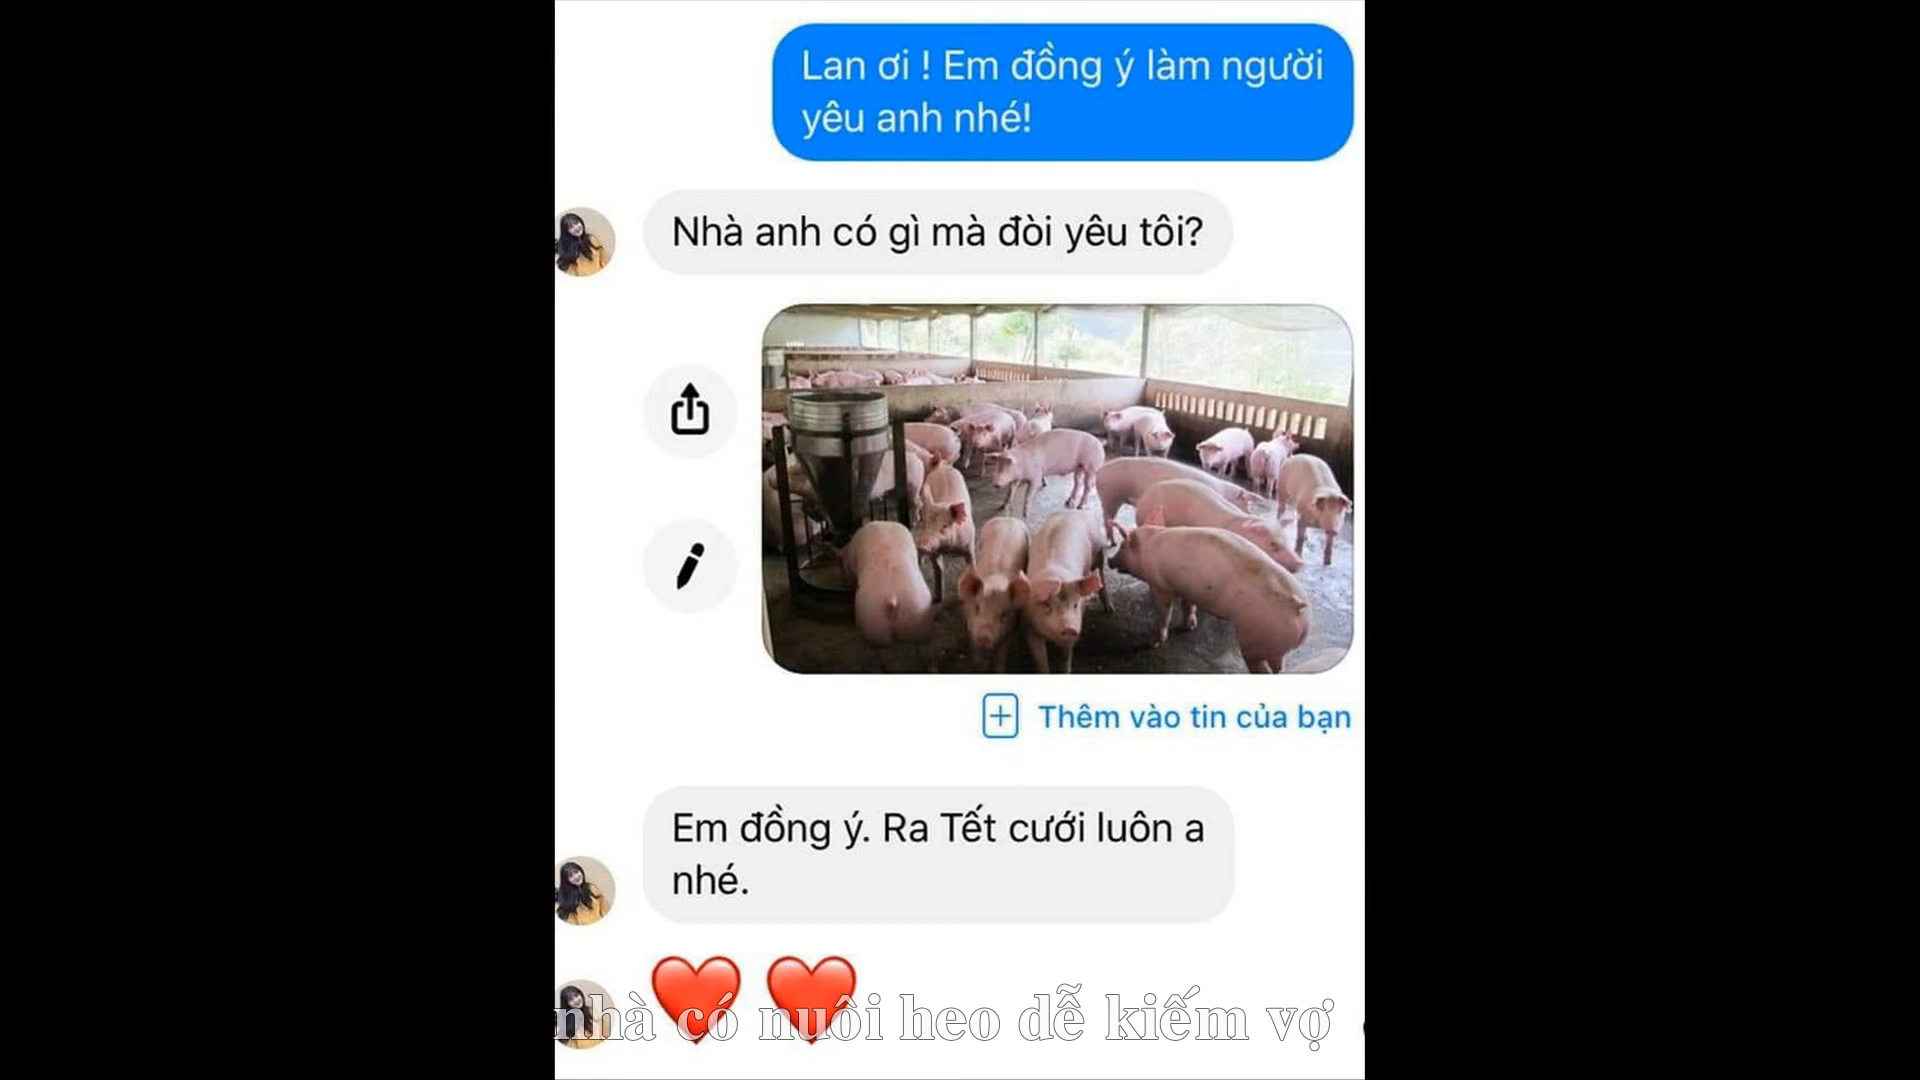 Lan ơi ! Em đồng ý làm người
yêu anh nhé!
Nhà anh có gì mà đòi yêu tôi?
Thêm vào tin của bạn
Em đồng ý. Ra Tết cưới luôn a
nhé.
nhà có nuôi heo dễ kiếm vợ